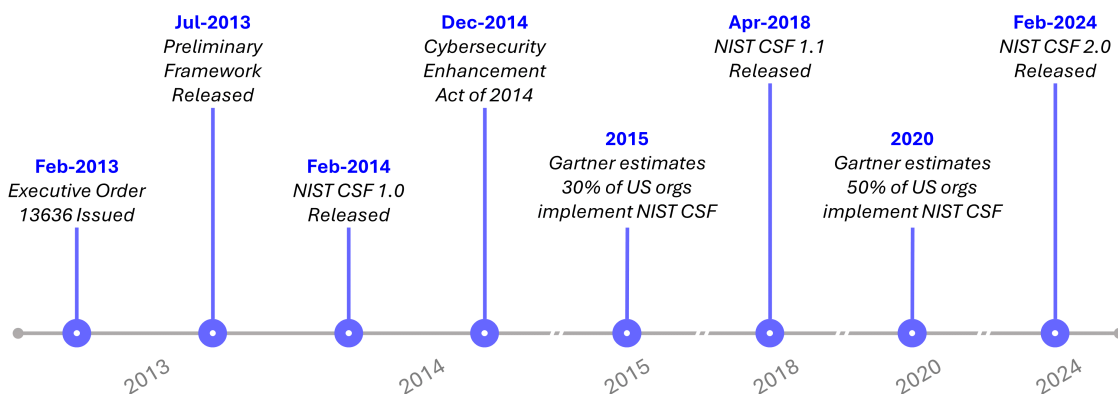 Feb-2013
Executive Order
13636 Issued
Jul-2013
Preliminary
Framework
Released
Feb-2014
NIST CSF 1.0
Released
Dec-2014
Cybersecurity
Enhancement
Act of 2014
2015
Gartner estimates
30% of US orgs
implement NIST CSF
Apr-2018
NIST CSF 1.1
Released
2020
Gartner estimates
50% of US orgs
implement NIST CSF
Feb-2024
NIST CSF 2.0
Released
2013
2014
2015
2018
2020
2024